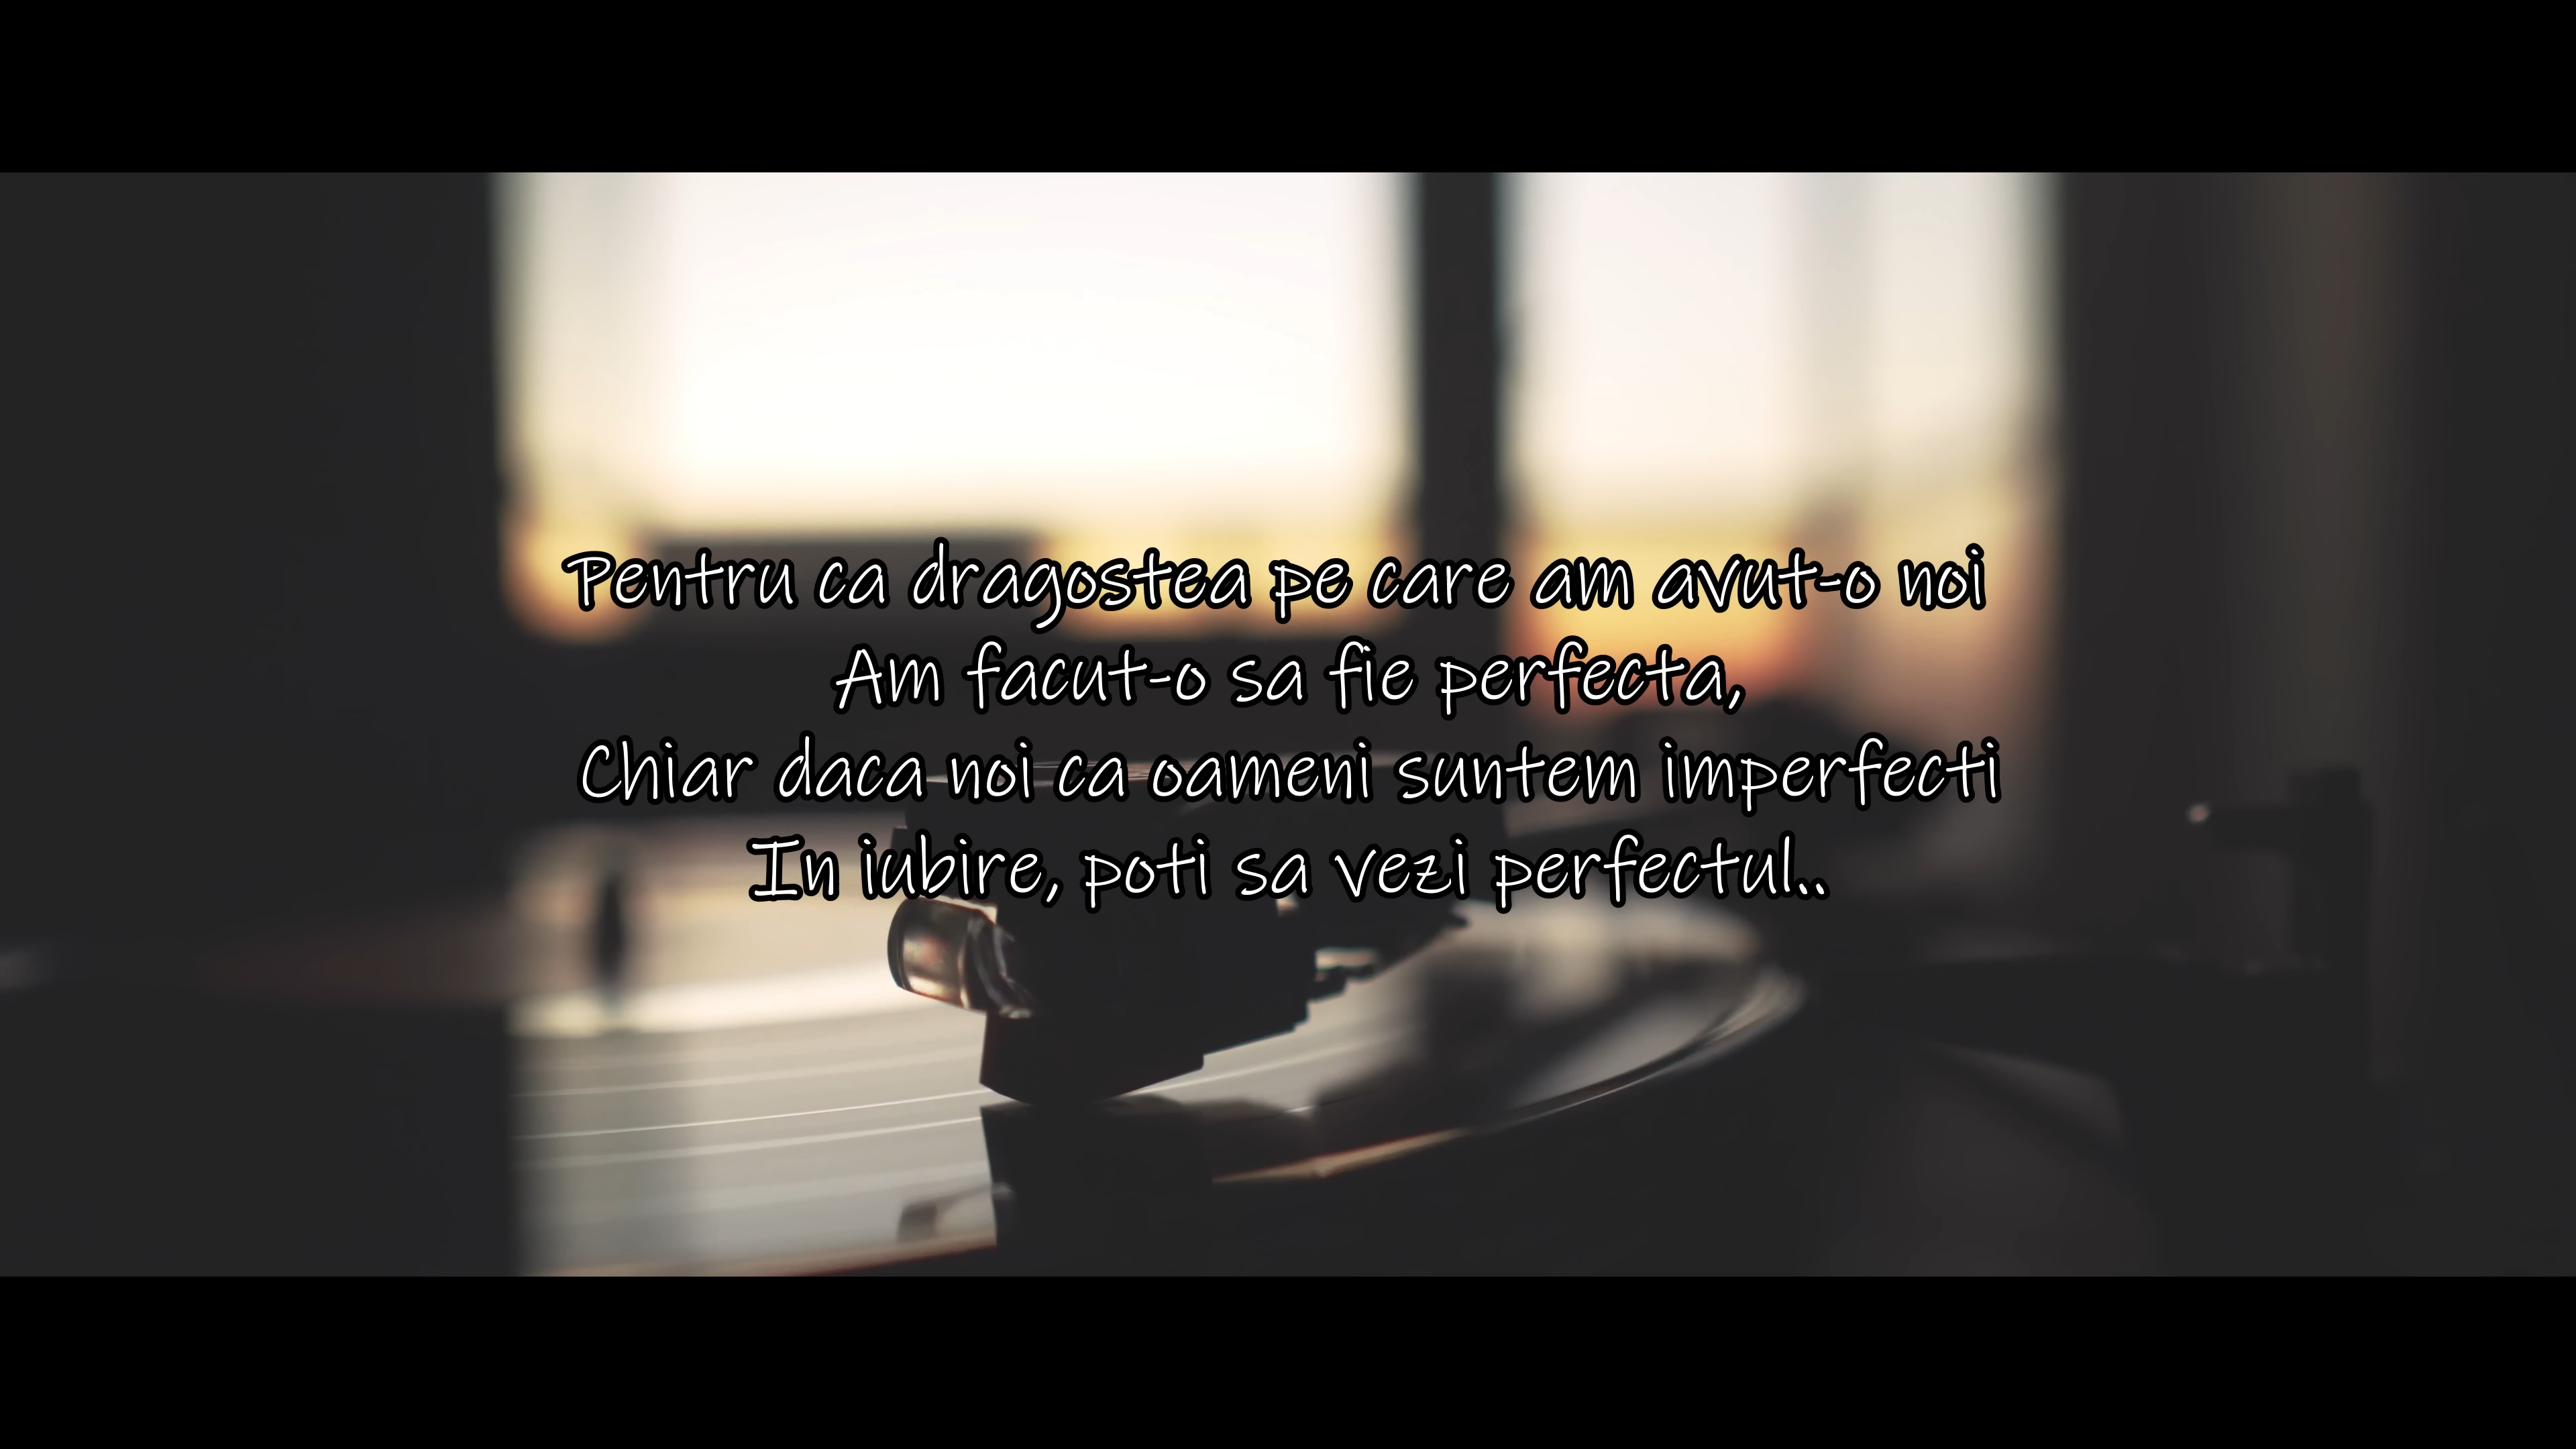 Pentru ca dragostea pe care am avut-o noi
Am facut-o sa fie perfecta,
Chiar daca noi ca oameni suntem imperfecti
In iubire, poti sa vezi perfectul..